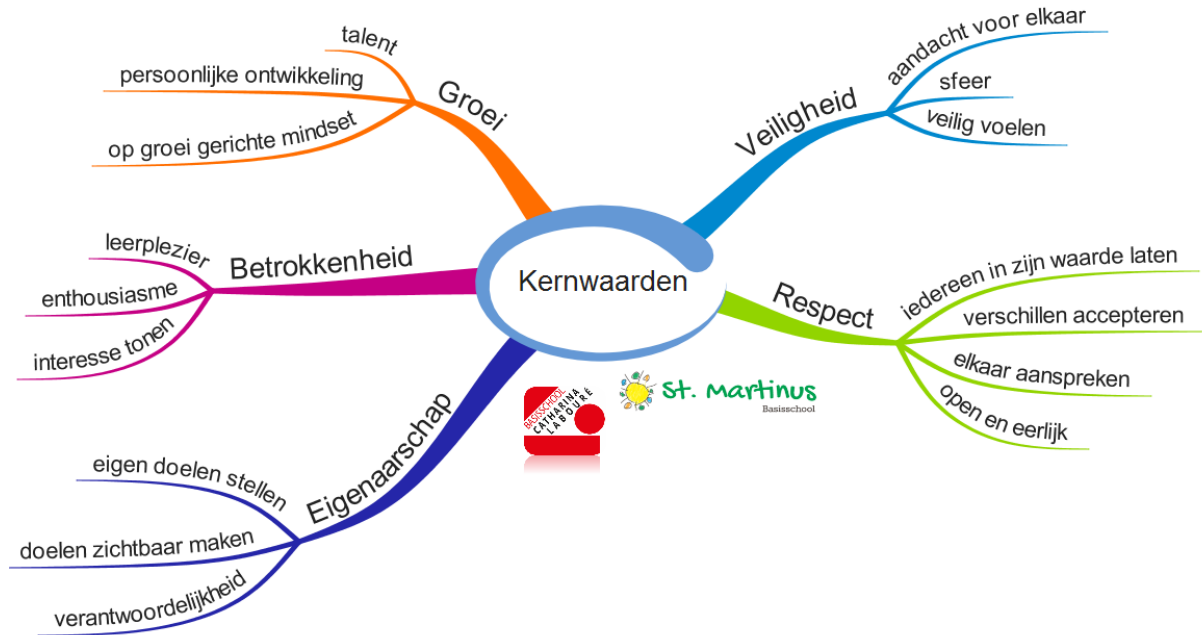 Kernwaarden
Veiligheid
aandacht voor elkaar
sfeer
veilig voelen
Respect
iedereen in zijn waarde laten
verschillen accepteren
elkaar aanspreken
open en eerlijk
Eigenaarschap
eigen doelen stellen
doelen zichtbaar maken
verantwoordelijkheid
Betrokkenheid
leerplezier
enthousiasme
interesse tonen
Groei
talent
persoonlijke ontwikkeling
op groei gerichte mindset
BASISSCHOOL
CATHARINA
LABOURÉ
St. Martinus
Basisschool